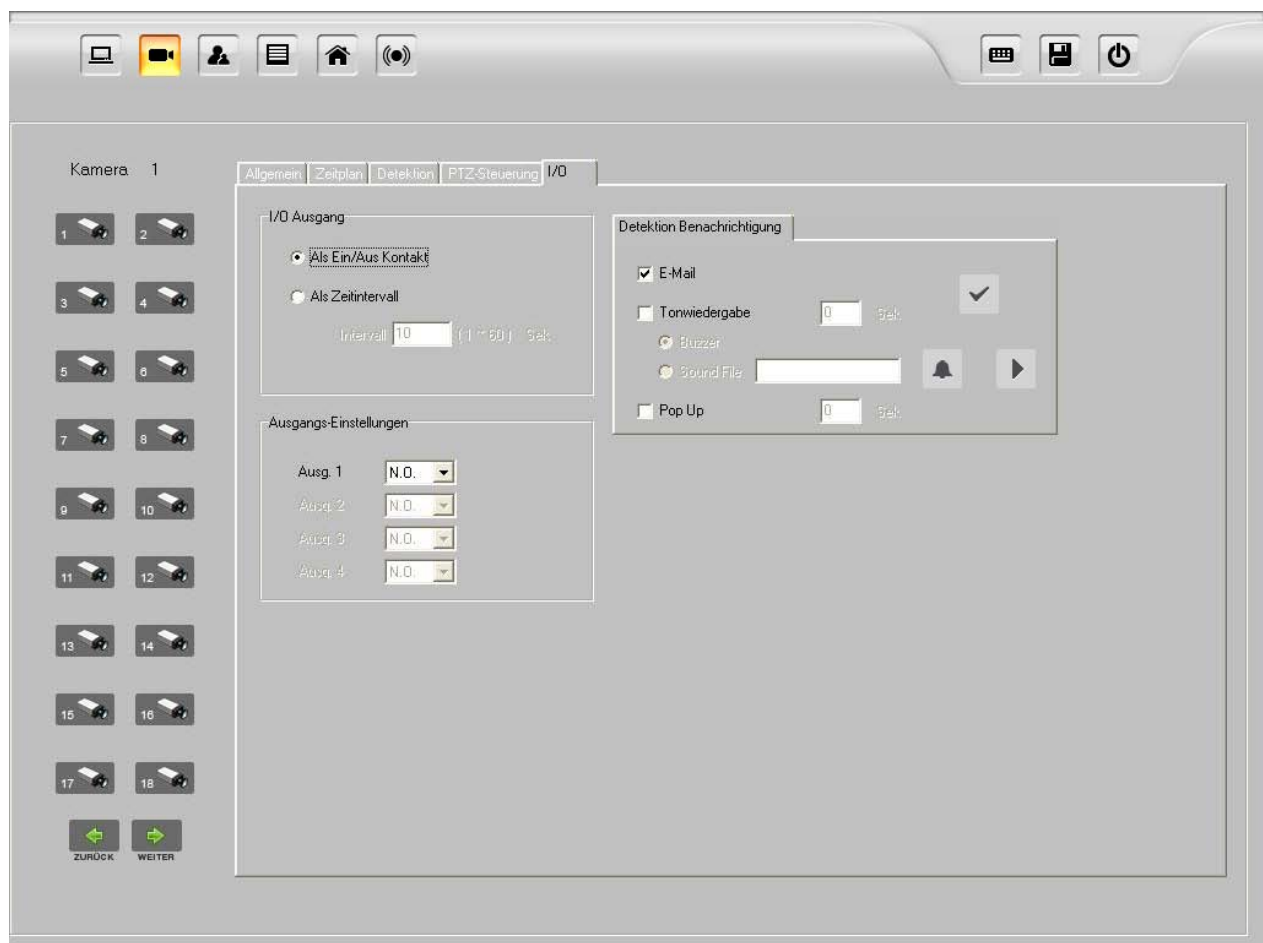 Kamera 1
Allgemein Zeitplan Detektion PTZ-Steuerung I/O
1 2
3 4
5 6
7 8
9 10
11 12
13 14
15 16
17 18
ZURÜCK WEITER
I/O Ausgang
Als Ein/Aus Kontakt
Als Zeitintervall
Intervall 10 ( 1 ~ 60 ) Sek.
Ausgangs-Einstellungen
Ausg. 1 N.O.
Ausg. 2 N.O.
Ausg. 3 N.O.
Ausg. 4 N.O.
Detektion Benachrichtigung
E-Mail
Tonwiedergabe 0 Sek.
Buzzer
Sound File
Pop Up 0 Sek.